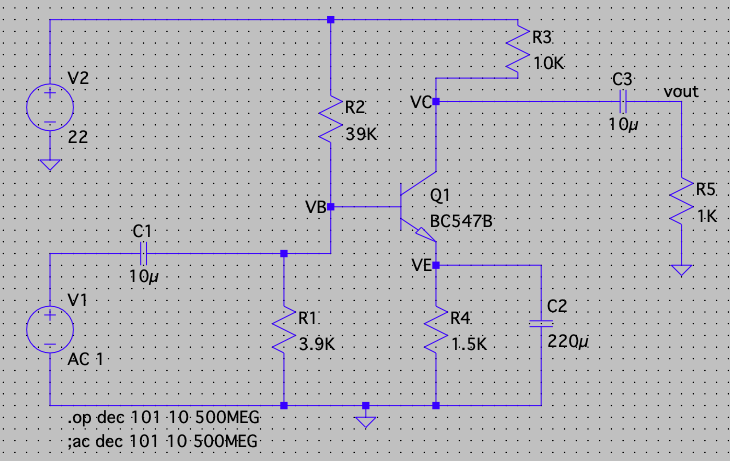 R3
10K
V2
22
R2
39K
VC
C3
10µ
vout
R5
1K
Q1
BC547B
VB
C1
10µ
VE
V1
AC 1
R1
3.9K
R4
1.5K
C2
220µ
.op dec 101 10 500MEG
;ac dec 101 10 500MEG